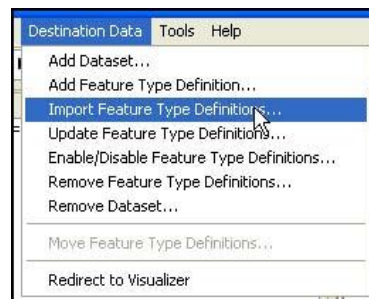 Destination Data Tools Help
Add Dataset...
Add Feature Type Definition...
Import Feature Type Definitions...
Update Feature Type Definitions...
Enable/Disable Feature Type Definitions...
Remove Feature Type Definitions...
Remove Dataset...
Move Feature Type Definitions...
Redirect to Visualizer